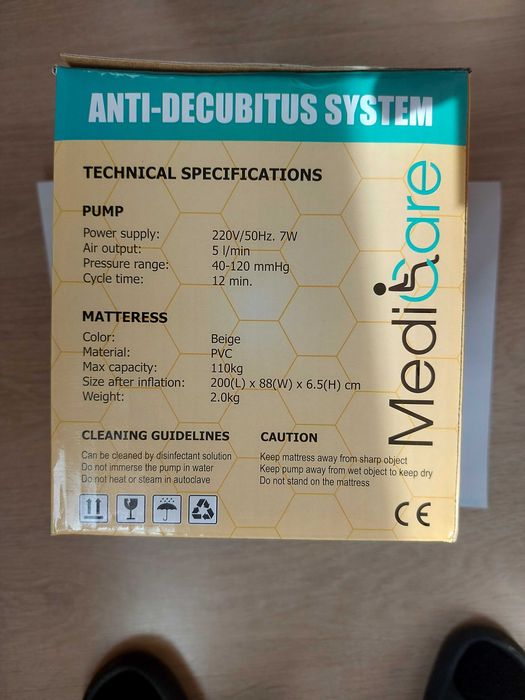 ANTI-DECUBITUS SYSTEM
TECHNICAL SPECIFICATIONS
PUMP
Power supply: 220V/50Hz. 7W
Air output: 5 l/min
Pressure range: 40-120 mmHg
Cycle time: 12 min.
MATTERESS
Color: Beige
Material: PVC
Max capacity: 110kg
Size after inflation: 200(L) x 88(W) x 6.5(H) cm
Weight: 2.0kg
CLEANING GUIDELINES
Can be cleaned by disinfectant solution
Do not immerse the pump in water
Do not heat or steam in autoclave
CAUTION
Keep mattress away from sharp object
Keep pump away from wet object to keep dry
Do not stand on the mattress
MediCare
CE